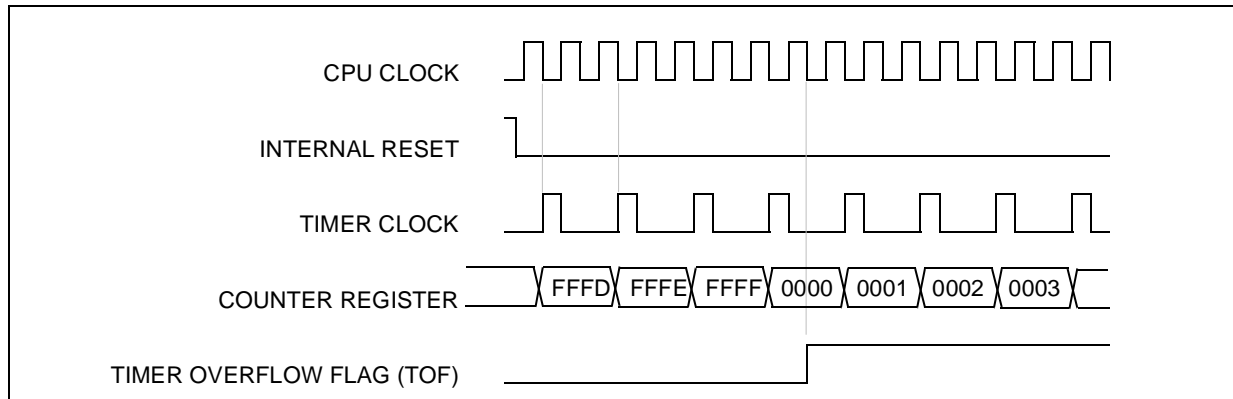 CPU CLOCK
INTERNAL RESET
TIMER CLOCK
COUNTER REGISTER FFFD FFFE FFFF 0000 0001 0002 0003
TIMER OVERFLOW FLAG (TOF)